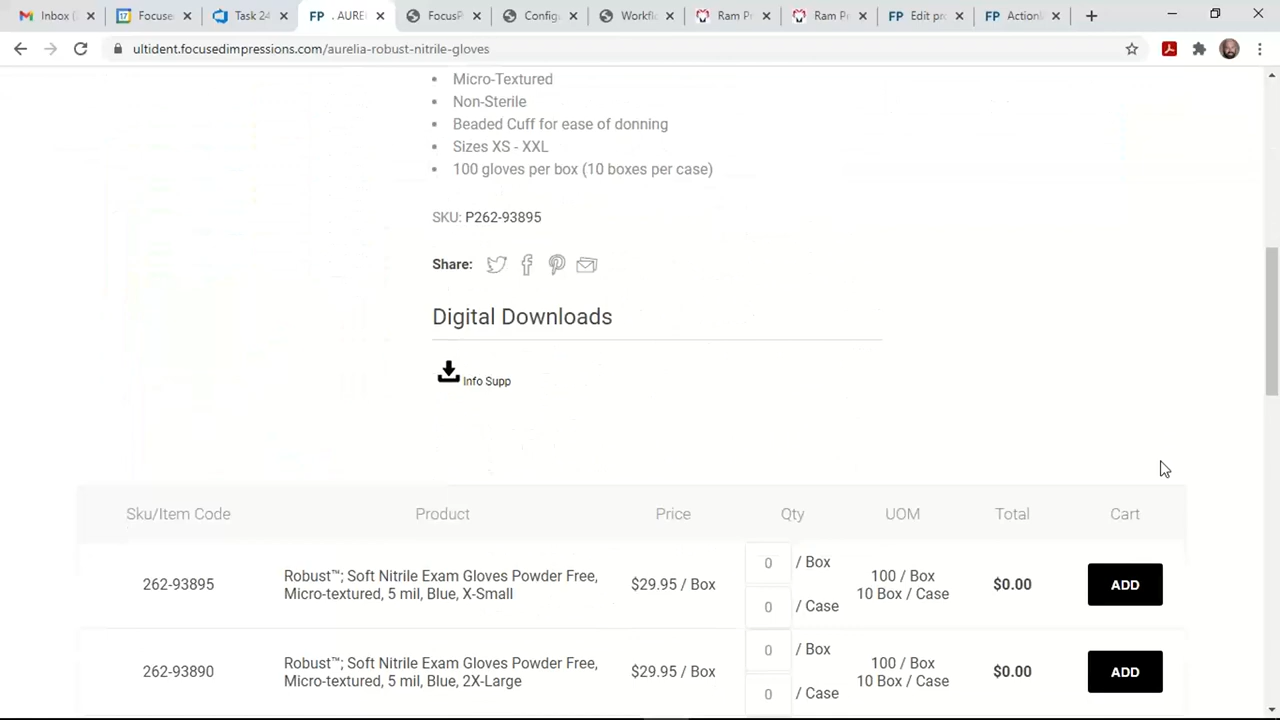 Inbox (
Focuse
Task 24
. AURE
FocusP
Config
Workflo
Ram P
Ram P
Edit pr
Action
ultident.focusedimpressions.com/aurelia-robust-nitrile-gloves
• Micro-Textured
• Non-Sterile
• Beaded Cuff for ease of donning
• Sizes XS - XXL
• 100 gloves per box (10 boxes per case)
SKU: P262-93895
Share:
Digital Downloads
Info Supp
Sku/Item Code Product Price Qty UOM Total Cart
262-93895
Robust™; Soft Nitrile Exam Gloves Powder Free,
Micro-textured, 5 mil, Blue, X-Small
$29.95 / Box
0 / Box
0 / Case
100 / Box
10 Box / Case
$0.00
ADD
262-93890
Robust™; Soft Nitrile Exam Gloves Powder Free,
Micro-textured, 5 mil, Blue, 2X-Large
$29.95 / Box
0 / Box
0 / Case
100 / Box
10 Box / Case
$0.00
ADD